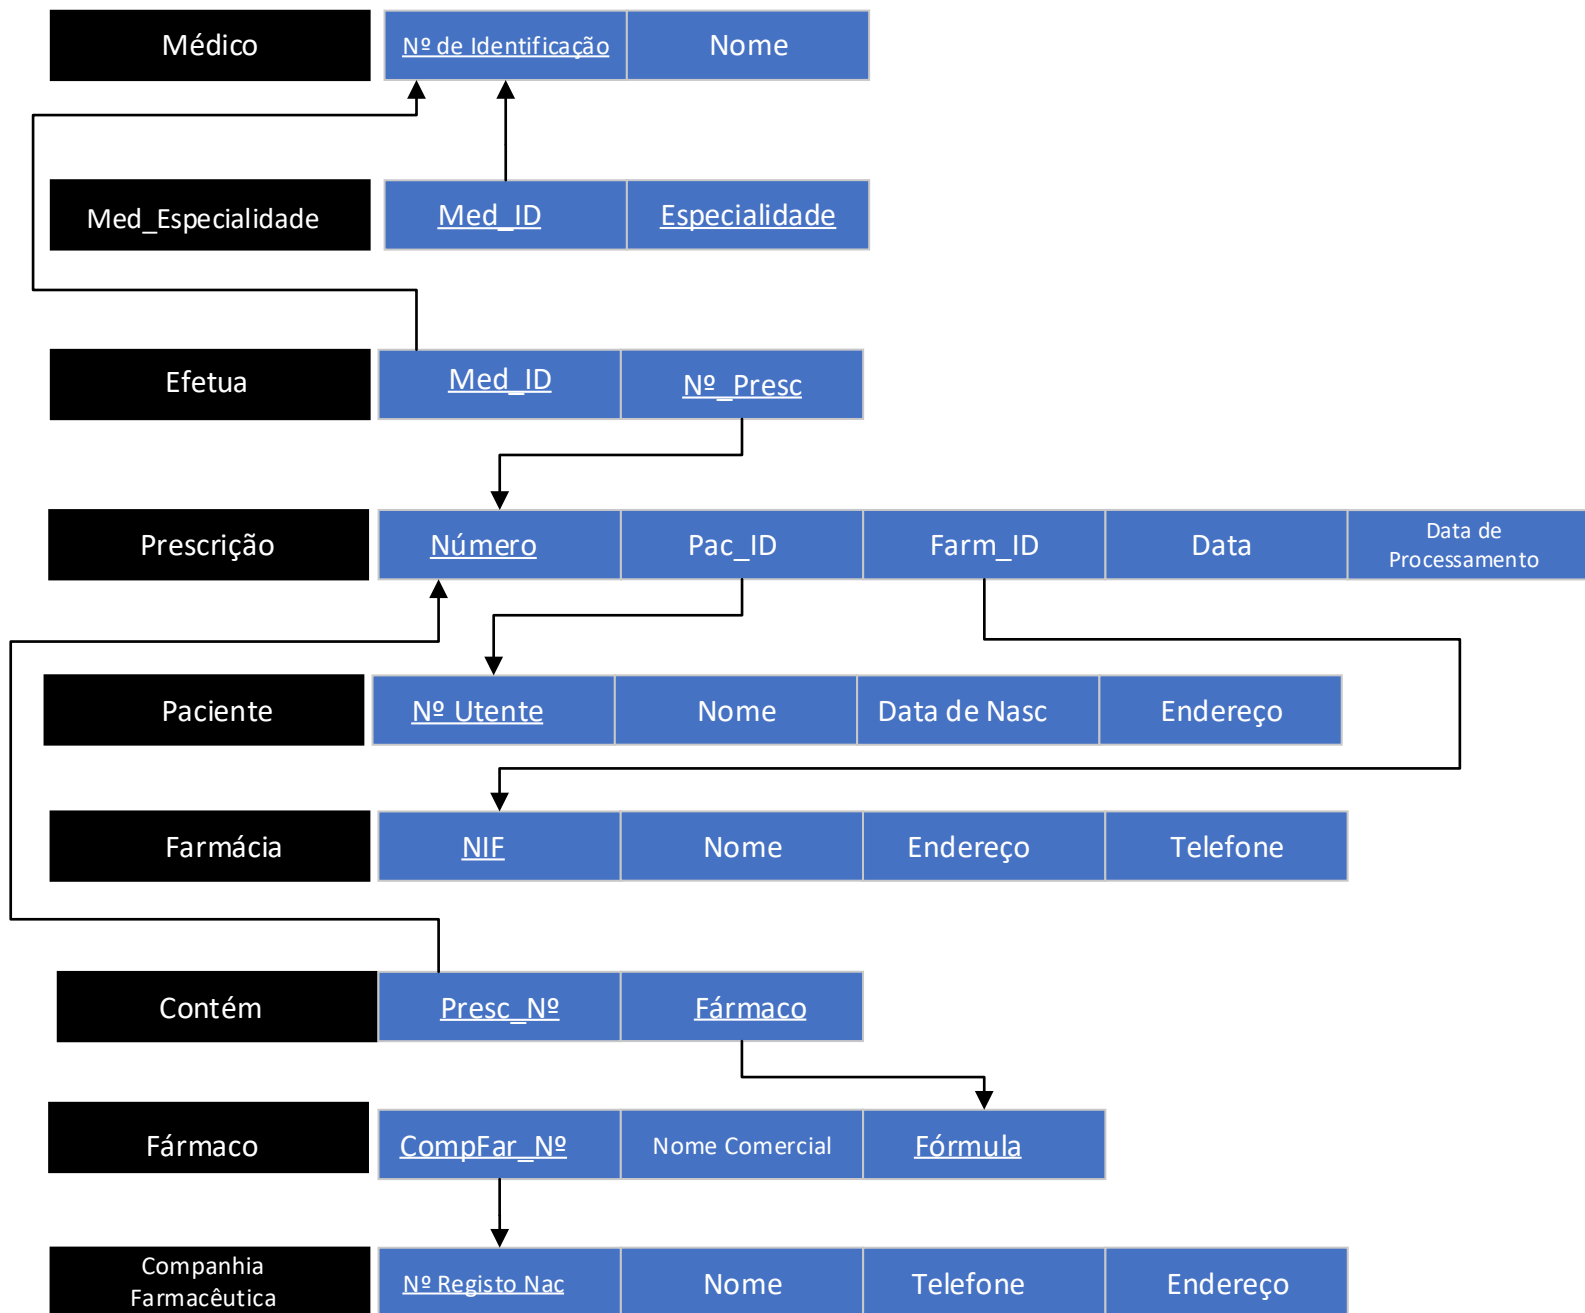 Médico
Nº de Identificação
Nome
Med_Especialidade
Med_ID
Especialidade
Efetua
Med_ID
Nº_Presc
Prescrição
Número
Pac_ID
Farm_ID
Data
Data de
Processamento
Paciente
Nº Utente
Nome
Data de Nasc
Endereço
Farmácia
NIF
Nome
Endereço
Telefone
Contém
Presc_Nº
Fármaco
Fármaco
CompFar_Nº
Nome Comercial
Fórmula
Companhia
Farmacêutica
Nº Registo Nac
Nome
Telefone
Endereço